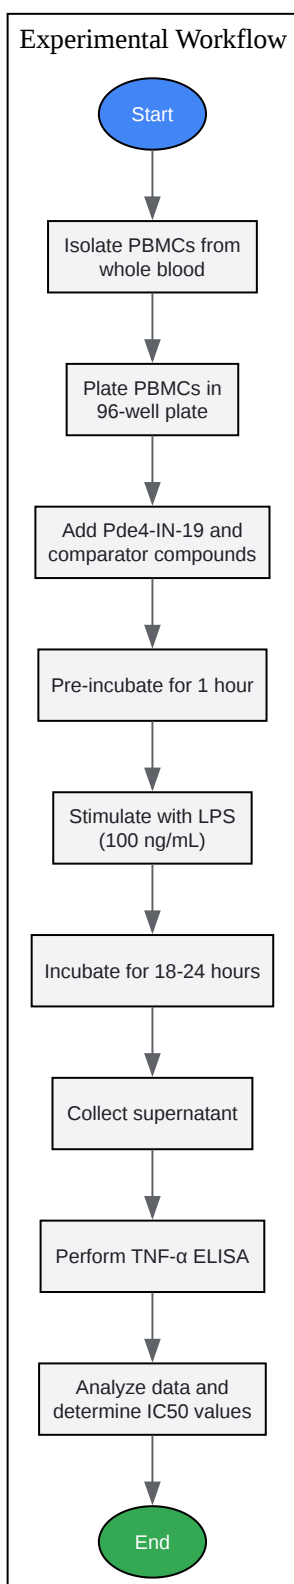 Experimental Workflow
Start
Isolate PBMCs from
whole blood
Plate PBMCs in
96-well plate
Add Pde4-IN-19 and
comparator compounds
Pre-incubate for 1 hour
Stimulate with LPS
(100 ng/mL)
Incubate for 18-24 hours
Collect supernatant
Perform TNF-α ELISA
Analyze data and
determine IC50 values
End